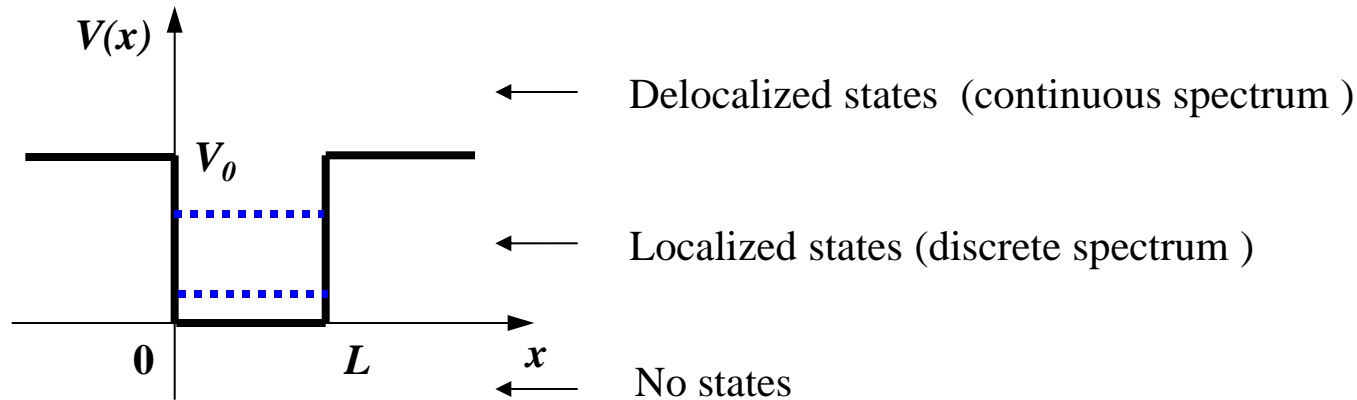 V(x)
Delocalized states (continuous spectrum )
V₀
Localized states (discrete spectrum )
0 L x
No states